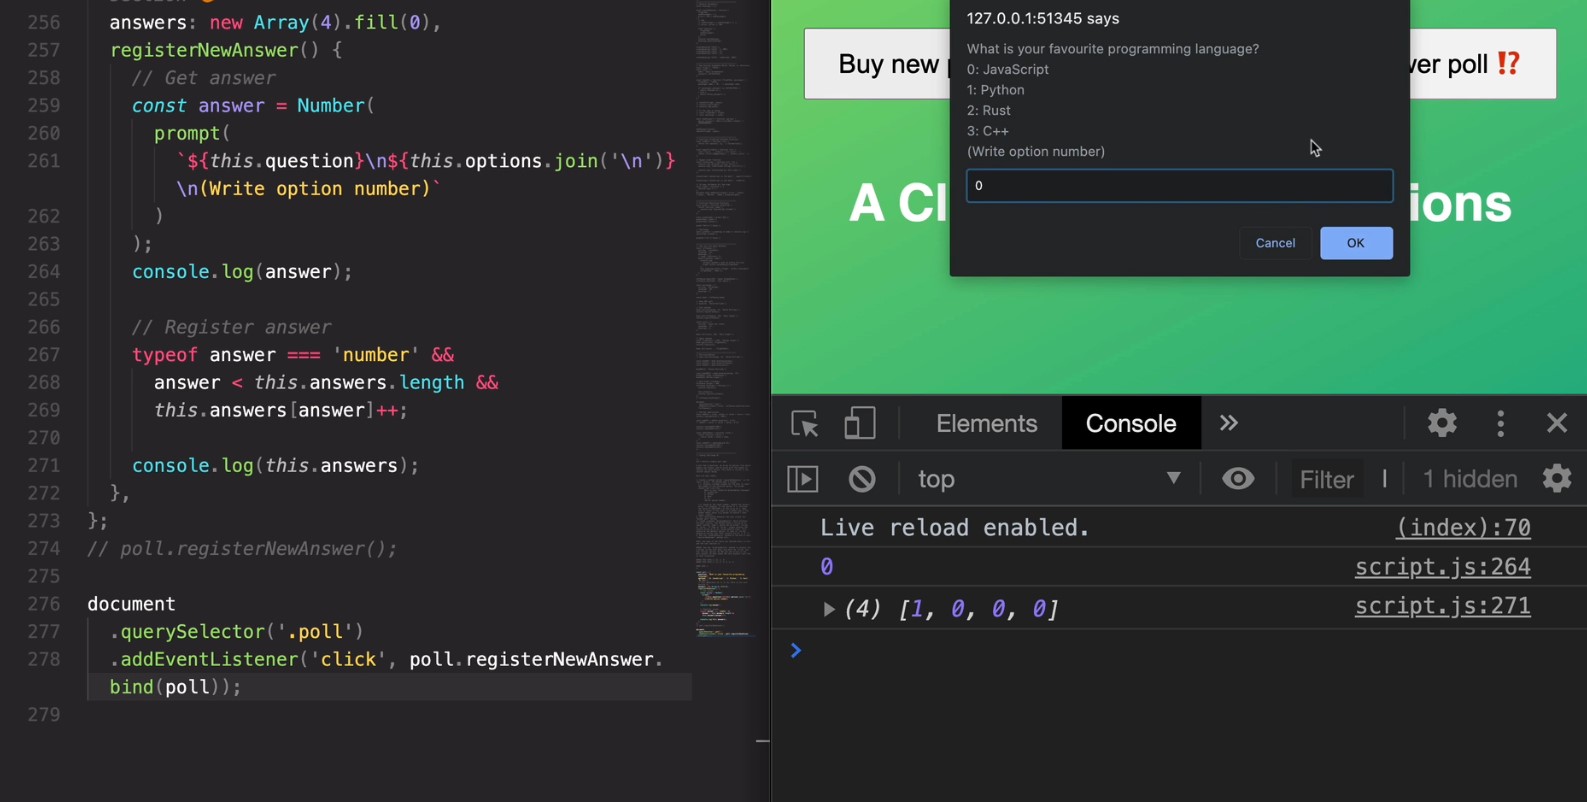 256 answers: new Array(4).fill(0),
257 registerNewAnswer() {
258 // Get answer
259 const answer = Number(
260 prompt(
261 `${this.question}\n${this.options.join('\n')}
\n(Write option number)`
262 )
263 );
264 console.log(answer);
265
266 // Register answer
267 typeof answer === 'number' &&
268 answer < this.answers.length &&
269 this.answers[answer]++;
270
271 console.log(this.answers);
272 },
273 };
274 // poll.registerNewAnswer();
275
276 document
277 .querySelector('.poll')
278 .addEventListener('click', poll.registerNewAnswer.
bind(poll));
279
127.0.0.1:51345 says
What is your favourite programming language?
0: JavaScript
1: Python
2: Rust
3: C++
(Write option number)
0
Cancel OK
Buy new
ver poll ⁉
A Cl
ions
Elements Console »
top ▼ Filter 1 hidden
Live reload enabled. (index):70
0 script.js:264
▶ (4) [1, 0, 0, 0] script.js:271
>